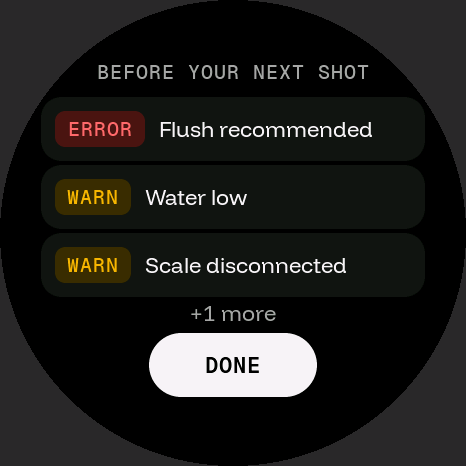 BEFORE YOUR NEXT SHOT
ERROR Flush recommended
WARN Water low
WARN Scale disconnected
+1 more
DONE